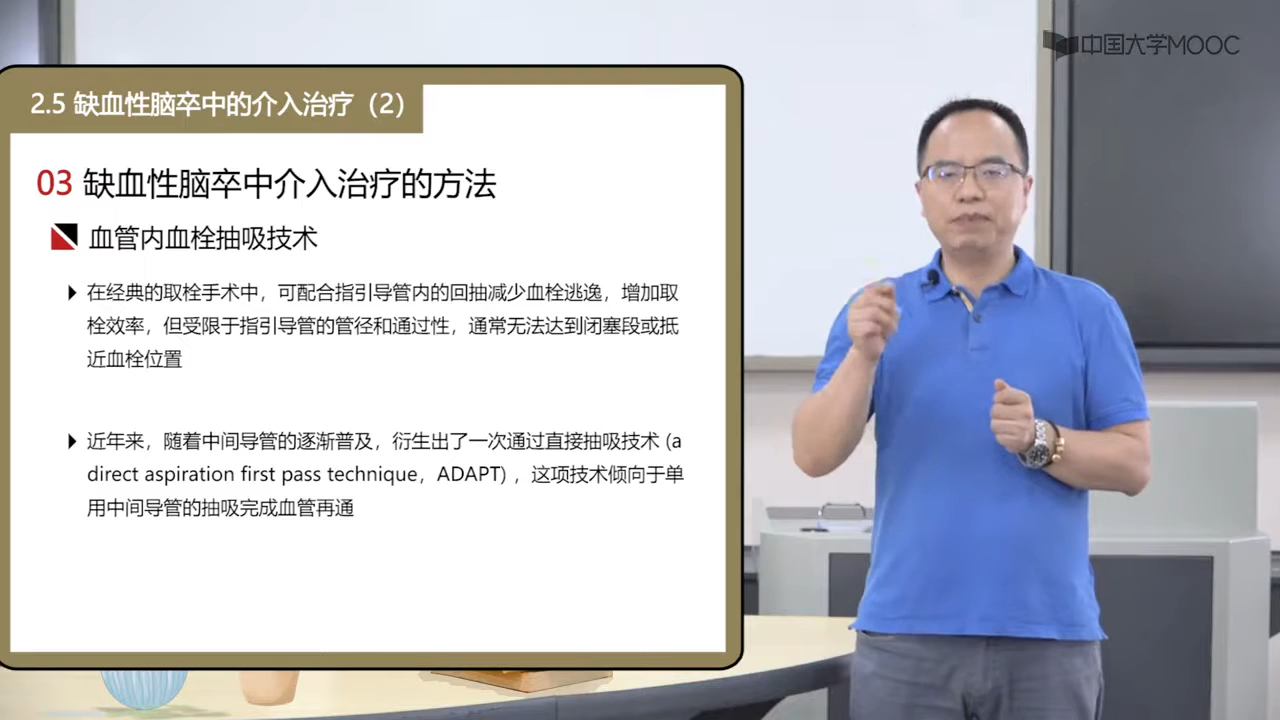 中国大学MOOC
2.5 缺血性脑卒中的介入治疗（2）
03 缺血性脑卒中介入治疗的方法
血管内血栓抽吸技术
在经典的取栓手术中，可配合指引导管内的回抽减少血栓逃逸，增加取
栓效率，但受限于指引导管的管径和通过性，通常无法达到闭塞段或抵
近血栓位置
近年来，随着中间导管的逐渐普及，衍生出了一次通过直接抽吸技术 (a
direct aspiration first pass technique，ADAPT) ，这项技术倾向于单
用中间导管的抽吸完成血管再通